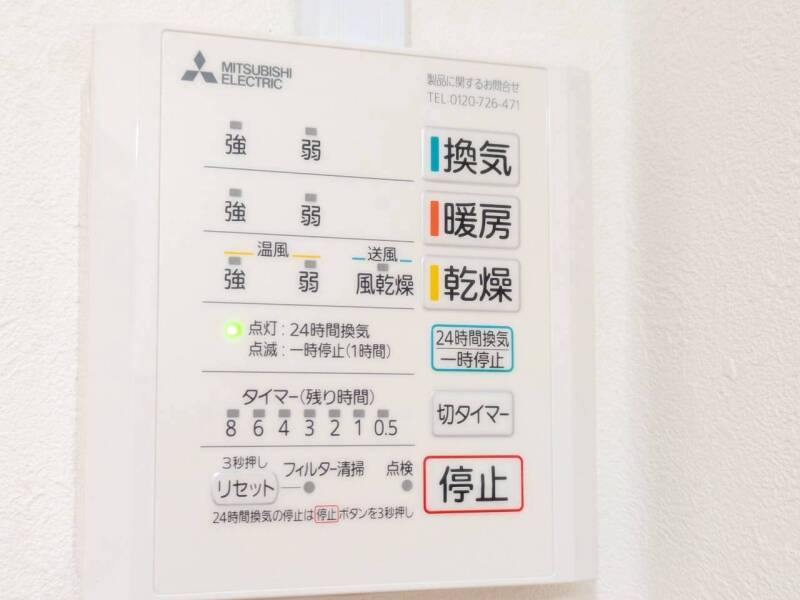 MITSUBISHI
ELECTRIC
製品に関するお問合せ
TEL.0120-726-471
強 弱 換気
強 弱 暖房
温風 送風
強 弱 風乾燥 乾燥
点灯：24時間換気
点滅：一時停止(1時間)
24時間換気
一時停止
タイマー(残り時間)
8 6 4 3 2 1 0.5
切タイマー
3秒押し
リセット フィルター清掃 点検
停止
24時間換気の停止は停止ボタンを3秒押し